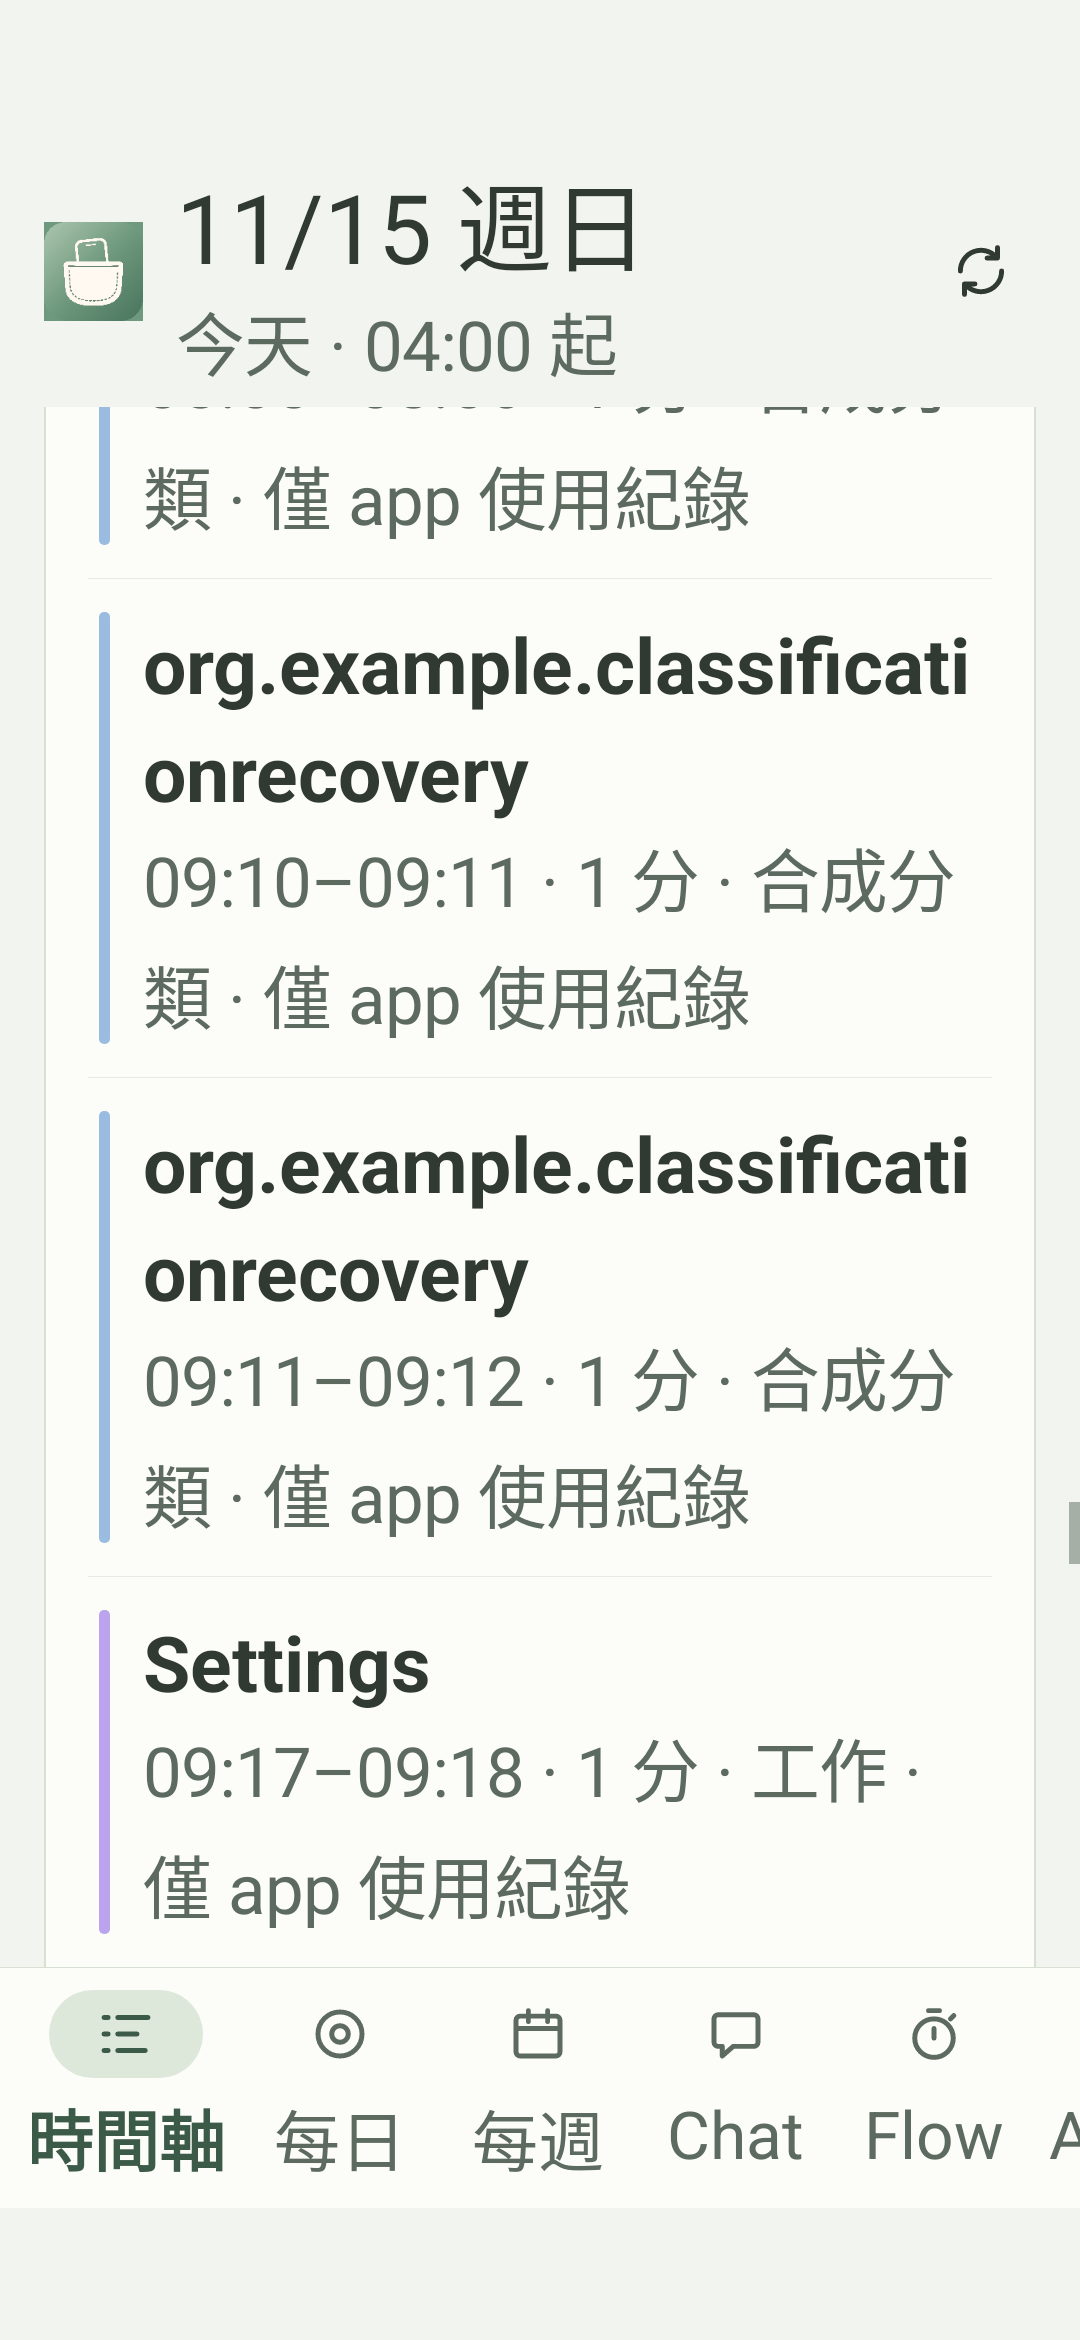 11/15 週日
今天 · 04:00 起
類 · 僅 app 使用紀錄
org.example.classificati
onrecovery
09:10–09:11 · 1 分 · 合成分
類 · 僅 app 使用紀錄
org.example.classificati
onrecovery
09:11–09:12 · 1 分 · 合成分
類 · 僅 app 使用紀錄
Settings
09:17–09:18 · 1 分 · 工作 ·
僅 app 使用紀錄
時間軸 每日 每週 Chat Flow